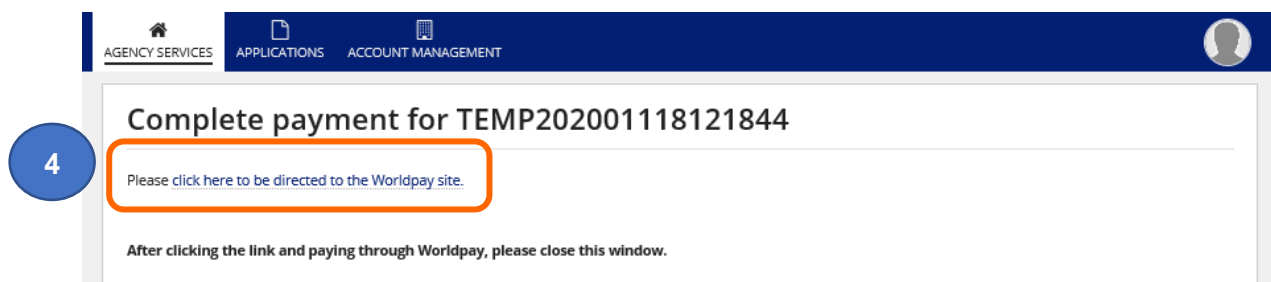 AGENCY SERVICES
APPLICATIONS
ACCOUNT MANAGEMENT
Complete payment for TEMP202001118121844
4
Please click here to be directed to the Worldpay site.
After clicking the link and paying through Worldpay, please close this window.